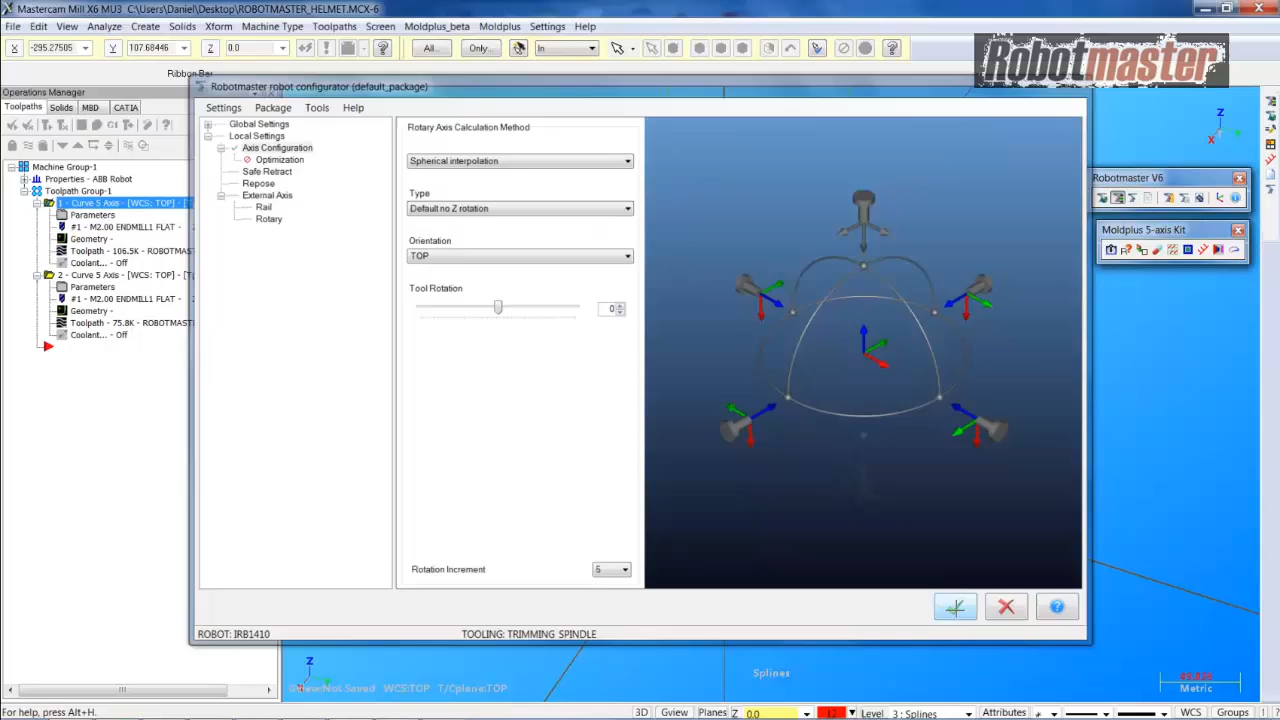 Mastercam Mill X6 MU3 C:\Users\Daniel\Desktop\ROBOTMASTER_HELMET.MCX-6
File Edit View Analyze Create Solids Xform Machine Type Toolpaths Screen Moldplus_beta Moldplus Settings Help
X -295.27505 Y 107.68446 Z 0.0 All... Only... In
Robotmaster
Ribbon Bar
Robotmaster robot configurator (default_package)
Operations Manager
Toolpaths Solids MBD CATIA
Settings Package Tools Help
Global Settings
Local Settings
Axis Configuration
Optimization
Safe Retract
Repose
External Axis
Rail
Rotary
Rotary Axis Calculation Method
Spherical interpolation
Type
Default no Z rotation
Orientation
TOP
Tool Rotation
0
Rotation Increment
5
Machine Group-1
Properties - ABB Robot
Toolpath Group-1
1 - Curve 5 Axis - [WCS: TOP] - [T
Parameters
#1 - M2.00 ENDMILL1 FLAT -
Geometry -
Toolpath - 106.5K - ROBOTMAS
Coolant... - Off
2 - Curve 5 Axis - [WCS: TOP] - [T
Parameters
#1 - M2.00 ENDMILL1 FLAT -
Geometry -
Toolpath - 75.8K - ROBOTMAST
Coolant... - Off
Z
X
Robotmaster V6
Moldplus 5-axis Kit
ROBOT: IRB1410 TOOLING: TRIMMING SPINDLE
Z
Gview:Not Saved WCS:TOP T/Cplane:TOP
Splines
Metric
For help, press Alt+H. 3D Gview Planes Z 0.0 12 Level 3 : Splines Attributes WCS Groups